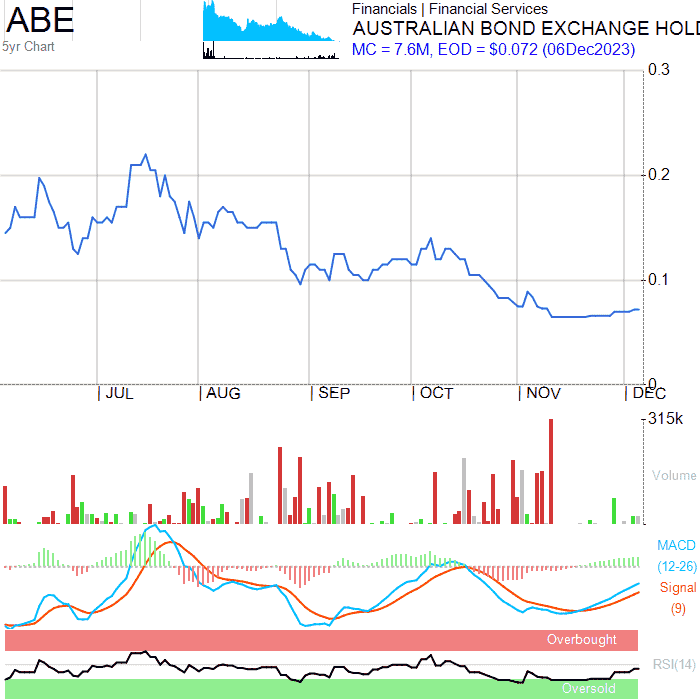 ABE
5yr Chart
Financials | Financial Services
AUSTRALIAN BOND EXCHANGE HOLD
MC = 7.6M, EOD = $0.072 (06Dec2023)
0.3
0.2
0.1
0
| JUL | AUG | SEP | OCT | NOV | DEC
315k
Volume
MACD
(12-26)
Signal
(9)
Overbought
RSI(14)
Oversold